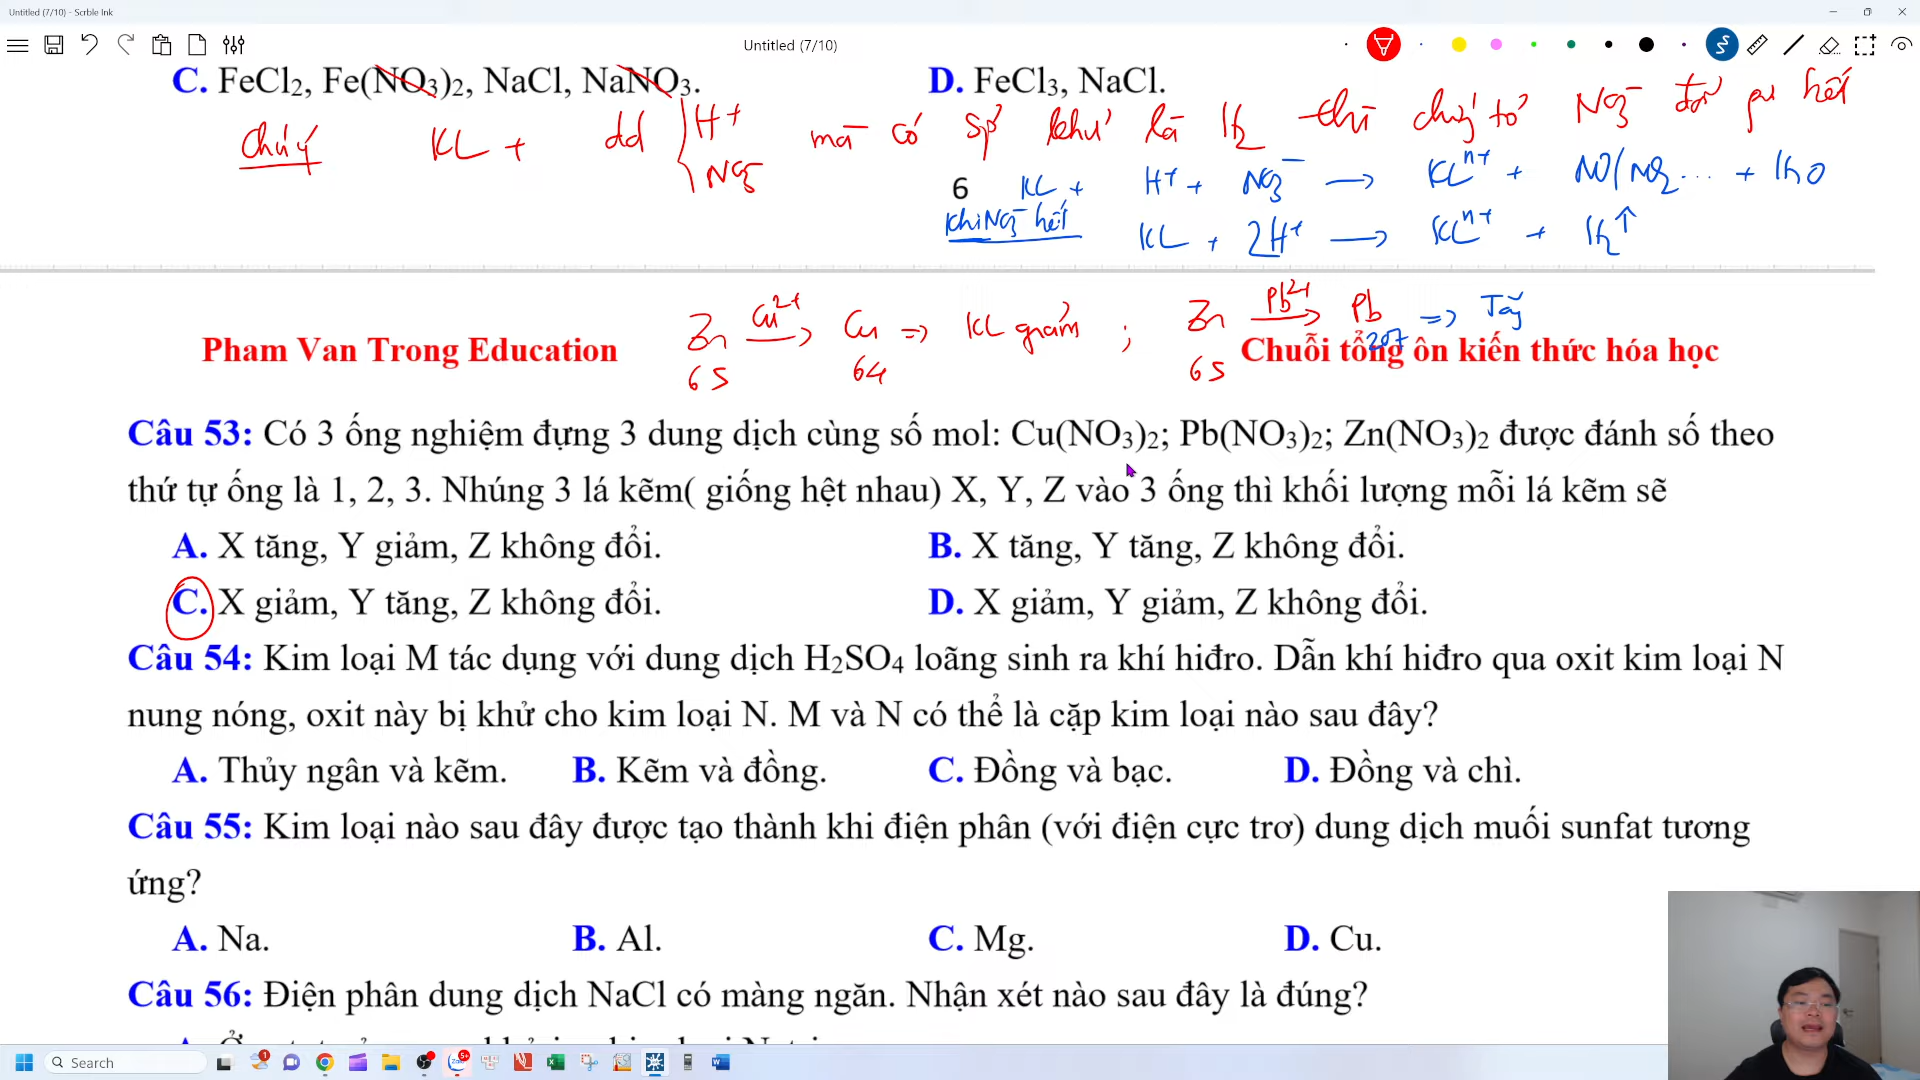 Untitled (7/10) - Scrble Ink
Untitled (7/10)
C. FeCl2, Fe(NO3)2, NaCl, NaNO3. D. FeCl3, NaCl.
chú ý KL + dd H+ mà có sp khử là H2 thì chứng tỏ NO3- đã pư hết
NO3-
6 KL + H+ + NO3- → KLn+ + NO/NO2... + H2O
khi NO3- hết KL + 2H+ → KLn+ + H2↑
Zn Cu2+ → Cu => KL giảm ; Zn Pb2+ → Pb => Tăg
65 64 65 207
Pham Van Trong Education Chuỗi tổng ôn kiến thức hóa học
Câu 53: Có 3 ống nghiệm đựng 3 dung dịch cùng số mol: Cu(NO3)2; Pb(NO3)2; Zn(NO3)2 được đánh số theo
thứ tự ống là 1, 2, 3. Nhúng 3 lá kẽm( giống hệt nhau) X, Y, Z vào 3 ống thì khối lượng mỗi lá kẽm sẽ
A. X tăng, Y giảm, Z không đổi. B. X tăng, Y tăng, Z không đổi.
C. X giảm, Y tăng, Z không đổi. D. X giảm, Y giảm, Z không đổi.
Câu 54: Kim loại M tác dụng với dung dịch H2SO4 loãng sinh ra khí hiđro. Dẫn khí hiđro qua oxit kim loại N
nung nóng, oxit này bị khử cho kim loại N. M và N có thể là cặp kim loại nào sau đây?
A. Thủy ngân và kẽm. B. Kẽm và đồng. C. Đồng và bạc. D. Đồng và chì.
Câu 55: Kim loại nào sau đây được tạo thành khi điện phân (với điện cực trơ) dung dịch muối sunfat tương
ứng?
A. Na. B. Al. C. Mg. D. Cu.
Câu 56: Điện phân dung dịch NaCl có màng ngăn. Nhận xét nào sau đây là đúng?
Search